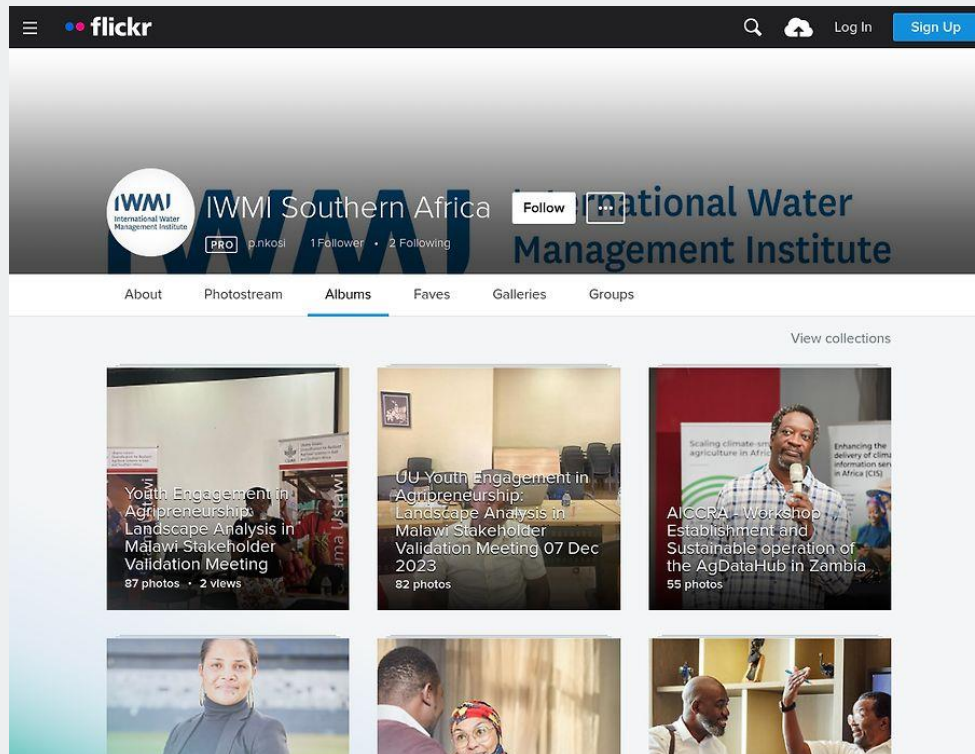 flickr
Log In
Sign Up
IWMI
International Water
Management Institute
IWMI Southern Africa
Follow
...
PRO
p.nkosi
1 Follower • 2 Following
IWMI
International Water
Management Institute
About
Photostream
Albums
Faves
Galleries
Groups
View collections
Youth Engagement in
Agripreneurship:
Landscape Analysis in
Malawi Stakeholder
Validation Meeting
87 photos • 2 views
UU Youth Engagement in
Agripreneurship:
Landscape Analysis in
Malawi Stakeholder
Validation Meeting 07 Dec
2023
82 photos
Scaling climate-sm
agriculture in Afric
Enhancing the
delivery of clima
information serv
in Africa (CIS)
AICCRA - Workshop
Establishment and
Sustainable operation of
the AgDataHub in Zambia
55 photos